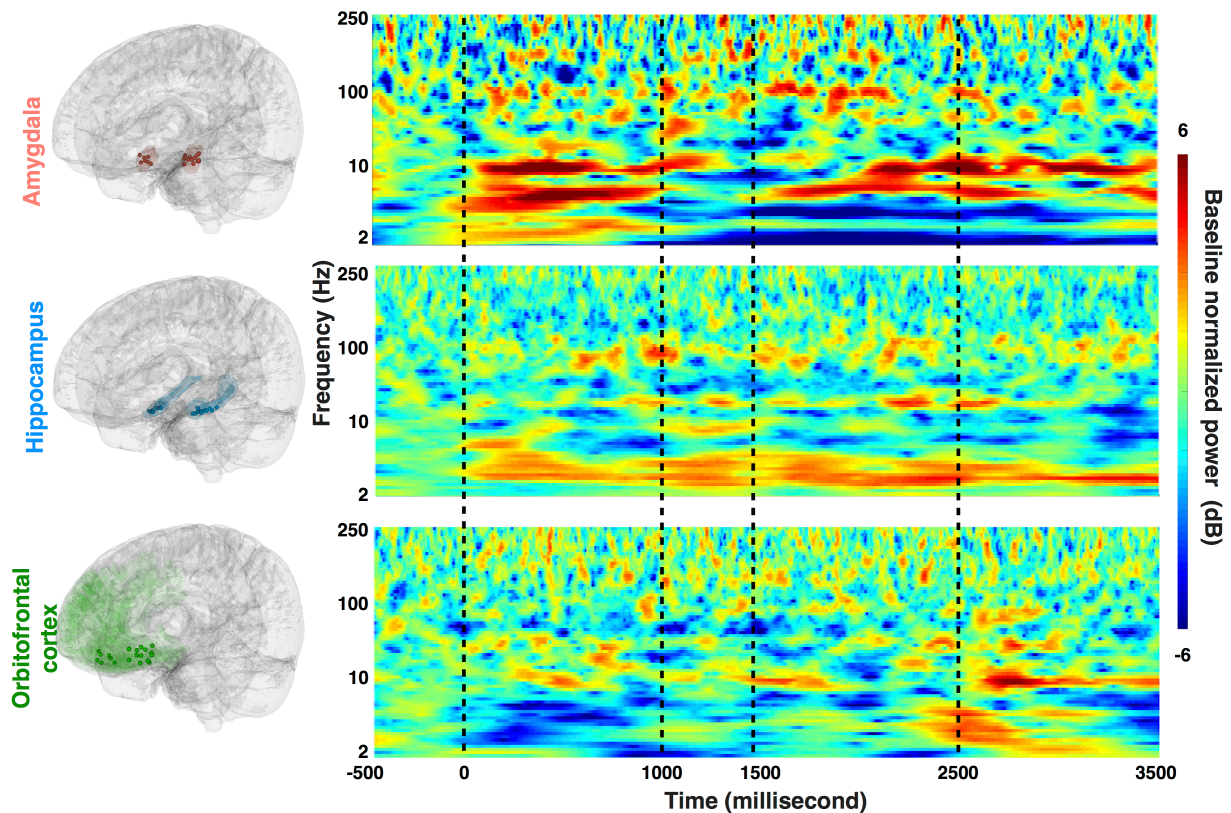 Amygdala
250
100
10
2
6
Hippocampus
250
100
10
2
Frequency (Hz)
Baseline normalized power (dB)
Orbitofrontal
cortex
250
100
10
2
-6
-500
0
1000
1500
2500
3500
Time (millisecond)